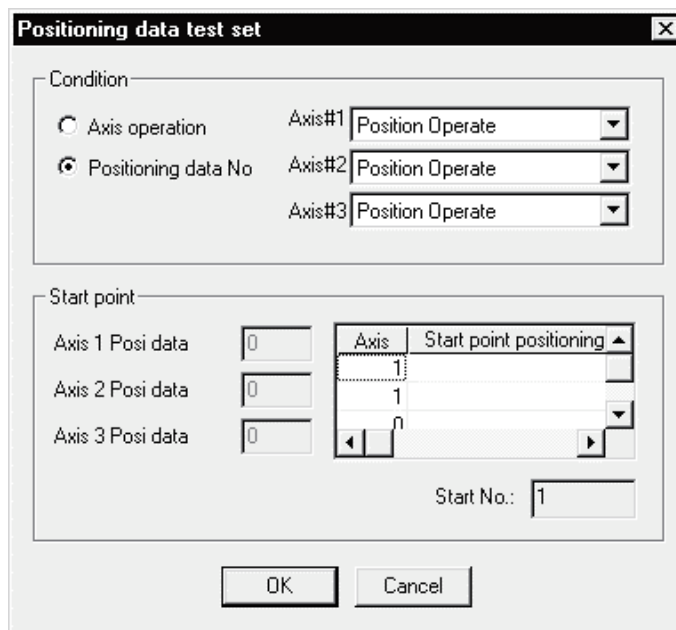 Positioning data test set
Condition
Axis operation
Positioning data No
Axis#1 Position Operate
Axis#2 Position Operate
Axis#3 Position Operate
Start point
Axis 1 Posi data 0
Axis 2 Posi data 0
Axis 3 Posi data 0
Axis Start point positioning
1
1
0
Start No.: 1
OK Cancel